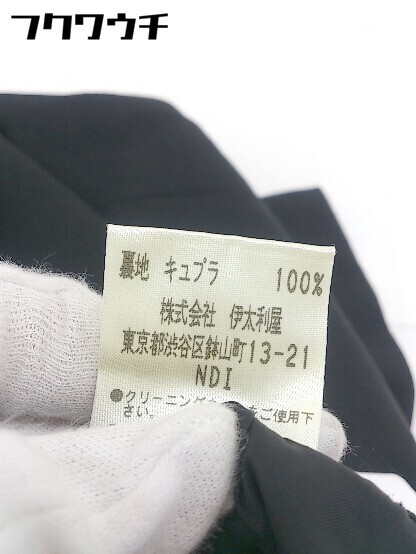 フクワウチ
裏地 キュプラ 100%
株式会社 伊太利屋
東京都渋谷区鉢山町13-21
NDI
●クリーニング をご使用下
さい。